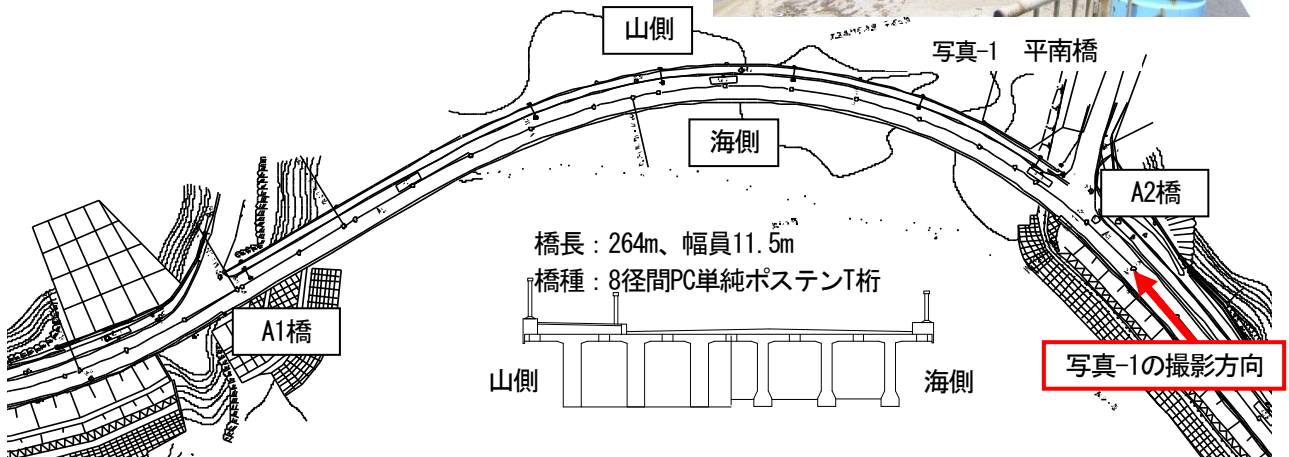 山側
写真-1 平南橋
海側
A2橋
橋長：264m、幅員11.5m
橋種：8径間PC単純ポステンT桁
A1橋
写真-1の撮影方向
山側
海側